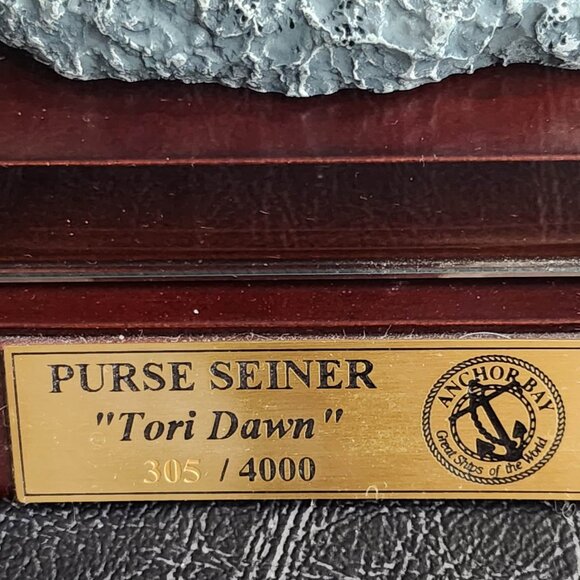 PURSE SEINER
"Tori Dawn"
305 / 4000
ANCHOR BAY
Great Ships of the World